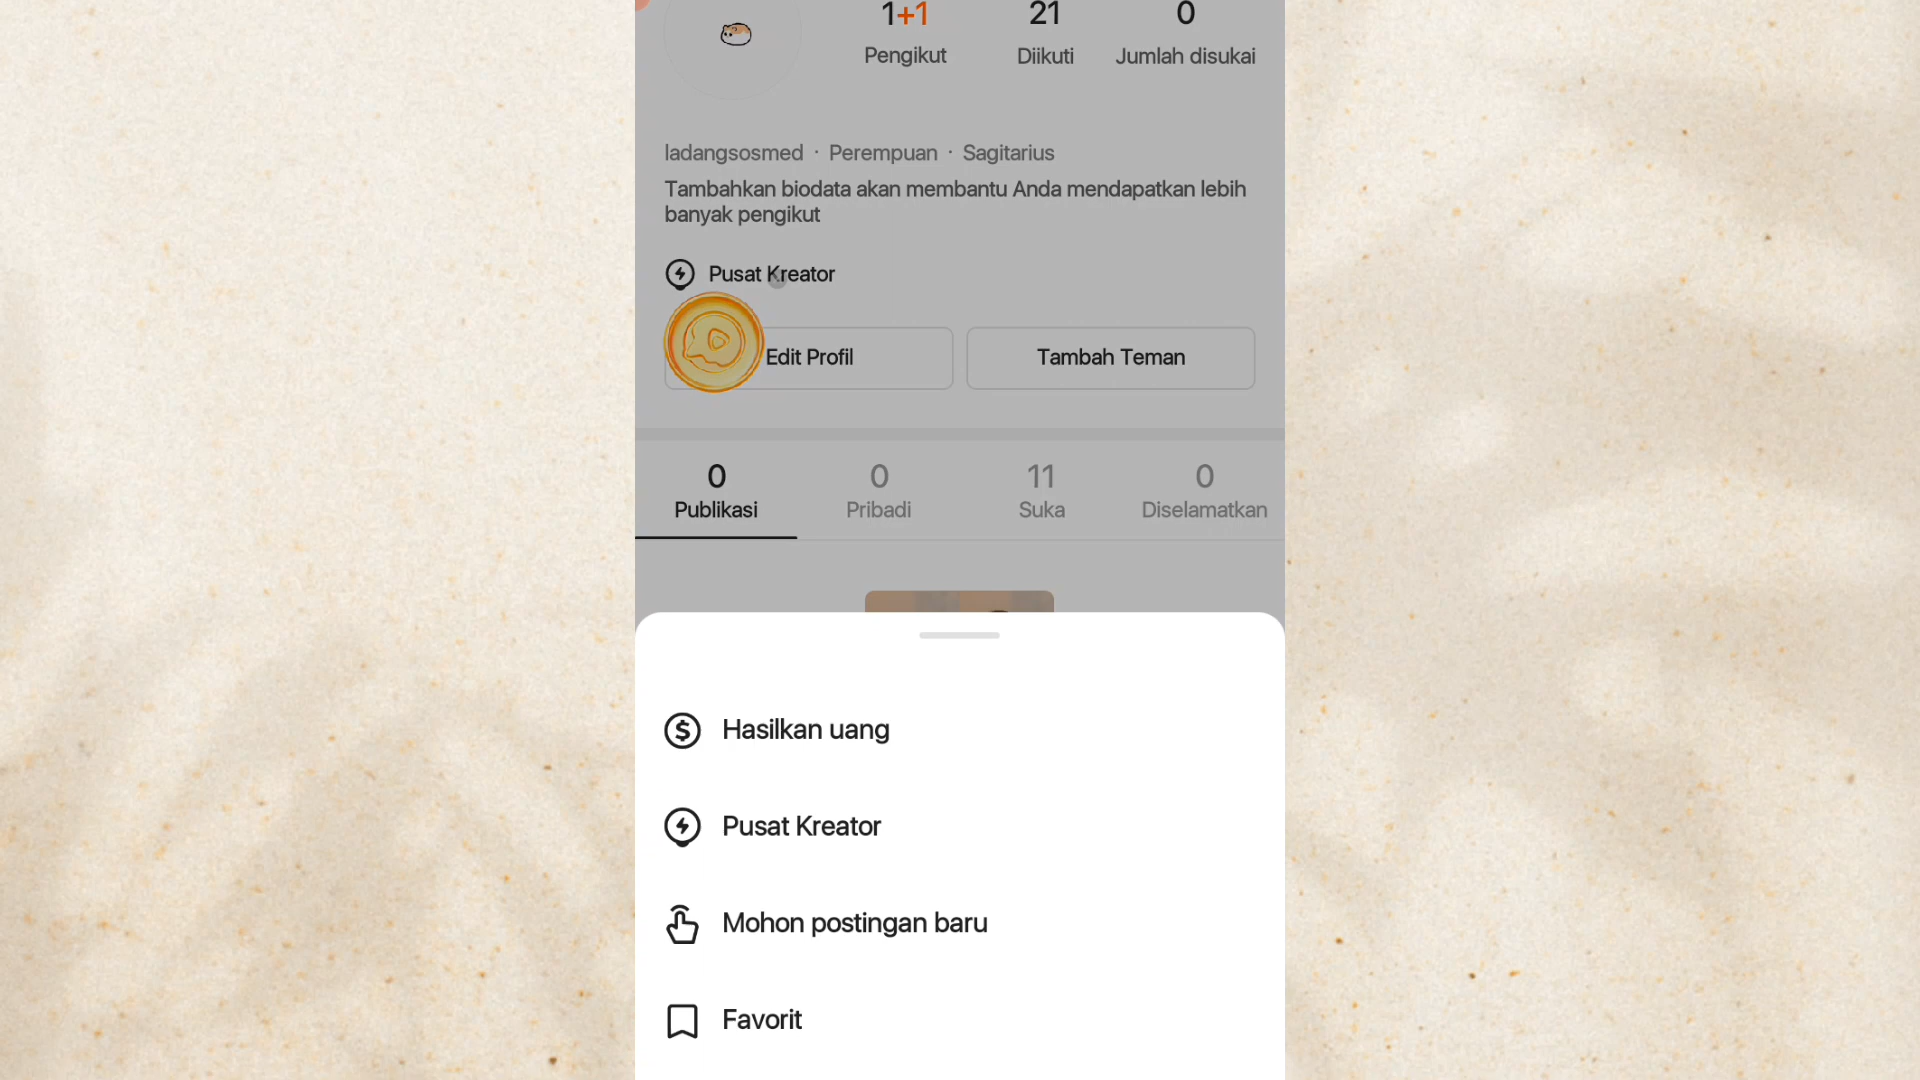 1+1 21 0
Pengikut Diikuti Jumlah disukai
ladangsosmed · Perempuan · Sagitarius
Tambahkan biodata akan membantu Anda mendapatkan lebih
banyak pengikut
Pusat Kreator
Edit Profil Tambah Teman
0 0 11 0
Publikasi Pribadi Suka Diselamatkan
Hasilkan uang
Pusat Kreator
Mohon postingan baru
Favorit